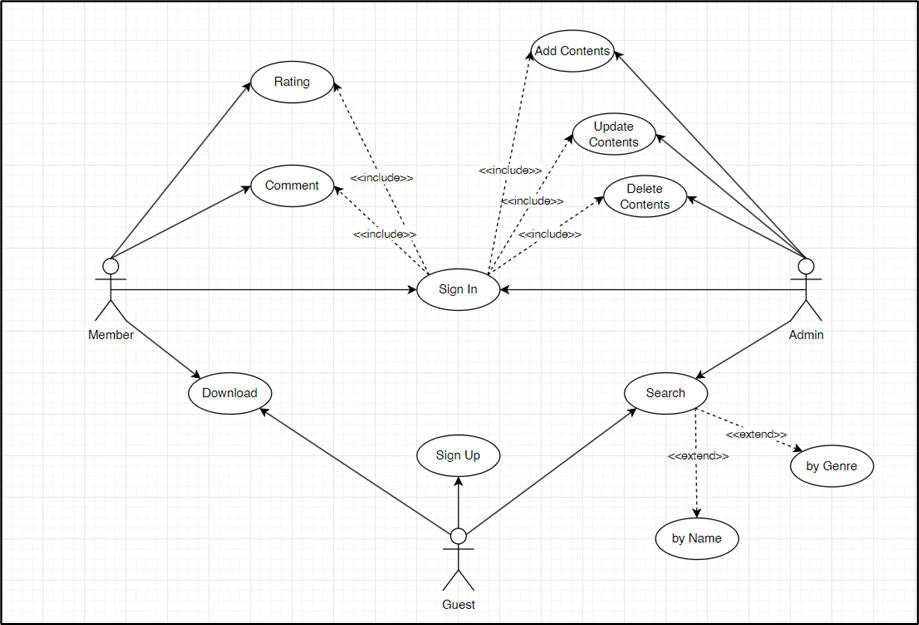 Add Contents
Rating
Update
Contents
<<include>>
<<include>>
Comment
Delete
Contents
<<include>>
<<include>>
<<include>>
Sign In
Member
Admin
Download
Search
<<extend>>
Sign Up
<<extend>>
by Genre
by Name
Guest